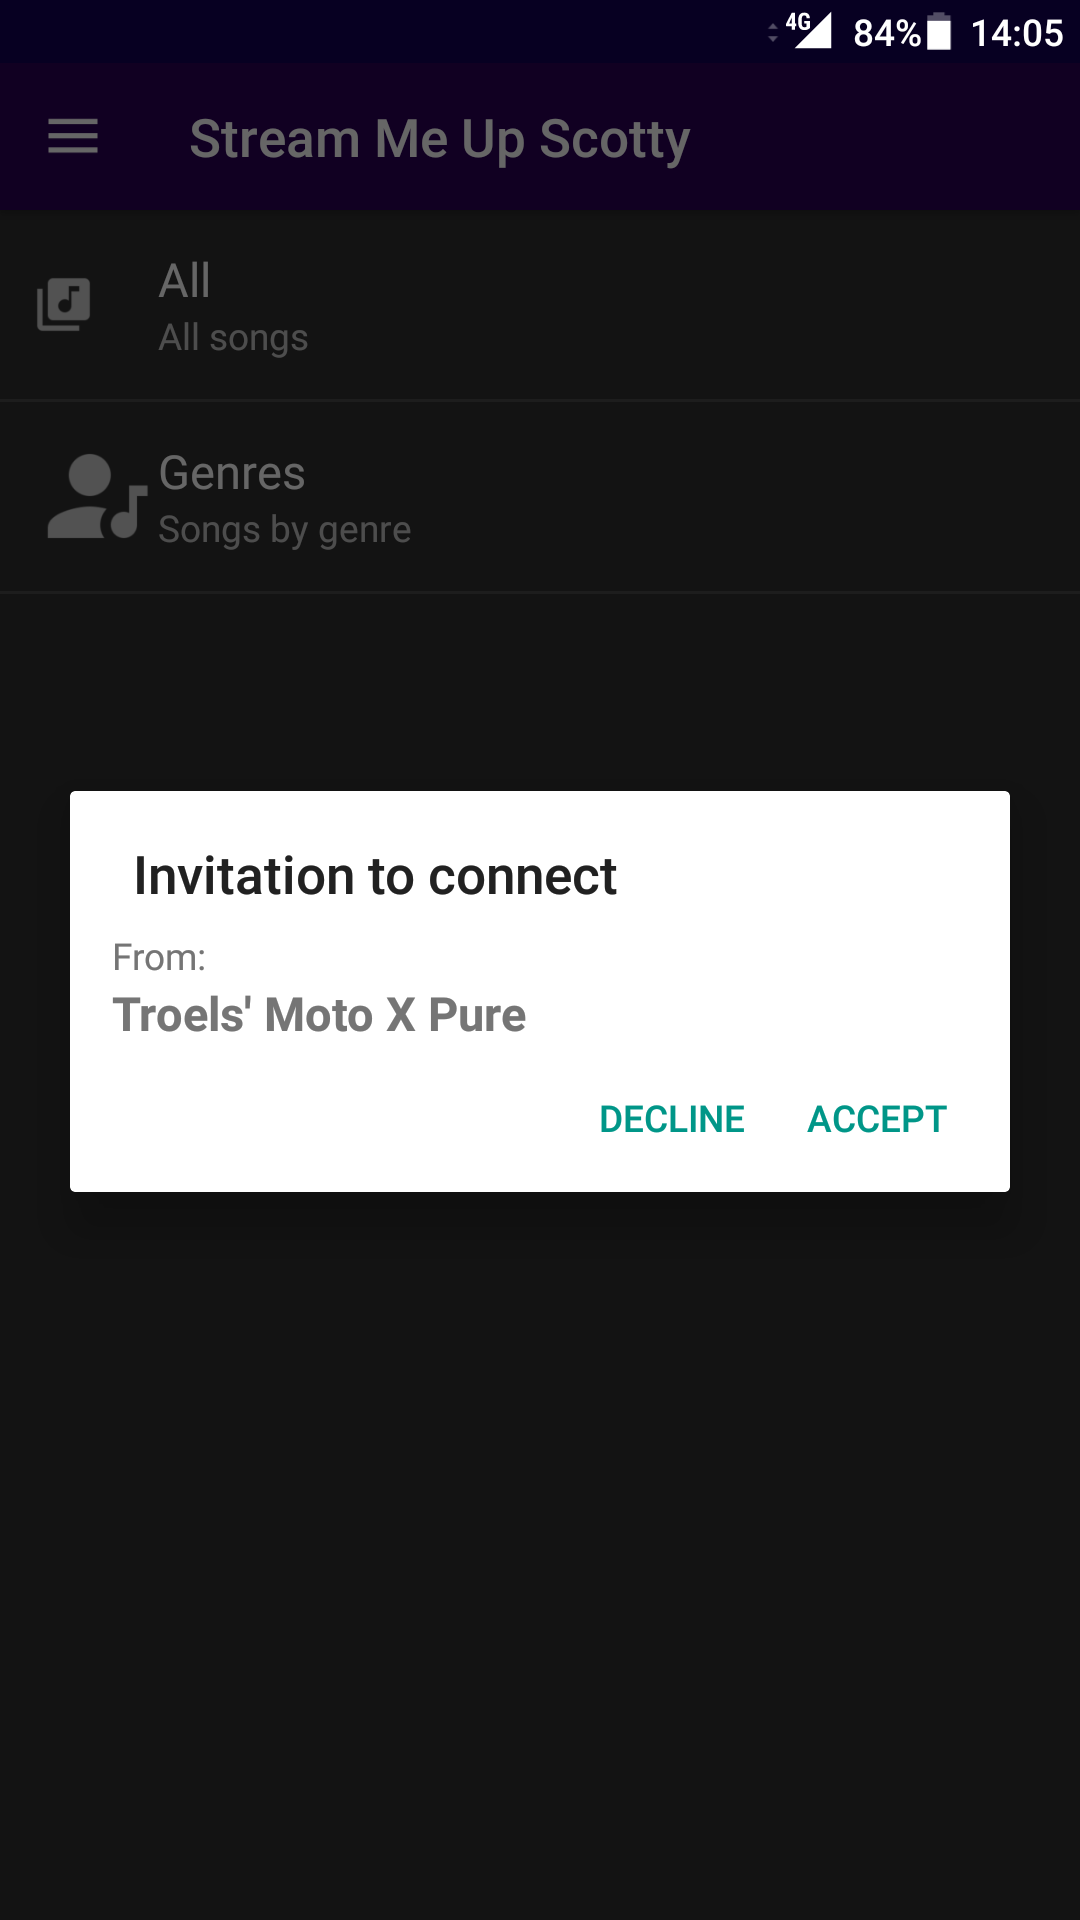 4G 84% 14:05
Stream Me Up Scotty
All
All songs
Genres
Songs by genre
Invitation to connect
From:
Troels' Moto X Pure
DECLINE ACCEPT